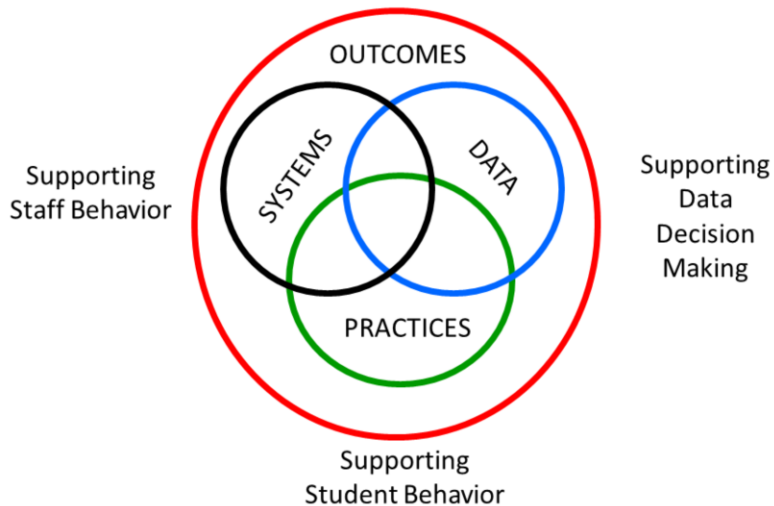 OUTCOMES
SYSTEMS
DATA
PRACTICES
Supporting
Staff Behavior
Supporting
Data
Decision
Making
Supporting
Student Behavior